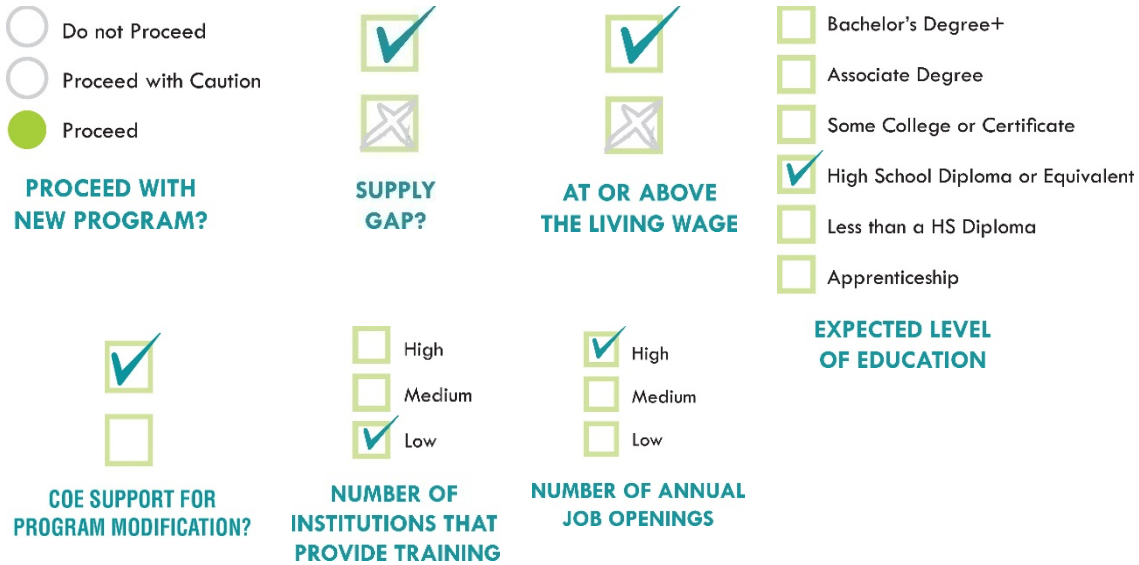 Do not Proceed
Proceed with Caution
Proceed
PROCEED WITH
NEW PROGRAM?
SUPPLY
GAP?
AT OR ABOVE
THE LIVING WAGE
Bachelor's Degree+
Associate Degree
Some College or Certificate
High School Diploma or Equivalent
Less than a HS Diploma
Apprenticeship
EXPECTED LEVEL
OF EDUCATION
COE SUPPORT FOR
PROGRAM MODIFICATION?
High
Medium
Low
NUMBER OF
INSTITUTIONS THAT
PROVIDE TRAINING
High
Medium
Low
NUMBER OF ANNUAL
JOB OPENINGS